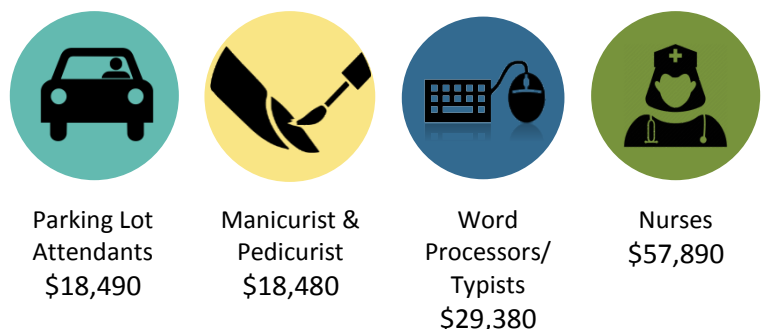 Parking Lot
Attendants
$18,490
Manicurist &
Pedicurist
$18,480
Word
Processors/
Typists
$29,380
Nurses
$57,890